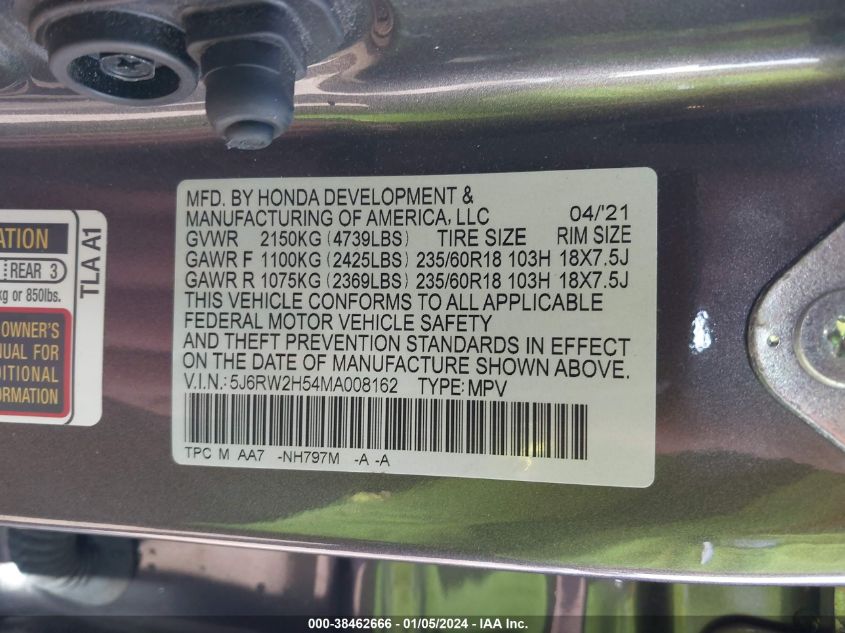 MFD. BY HONDA DEVELOPMENT &
MANUFACTURING OF AMERICA, LLC 04/'21
GVWR 2150KG (4739LBS) TIRE SIZE RIM SIZE
GAWR F 1100KG (2425LBS) 235/60R18 103H 18X7.5J
GAWR R 1075KG (2369LBS) 235/60R18 103H 18X7.5J
THIS VEHICLE CONFORMS TO ALL APPLICABLE
FEDERAL MOTOR VEHICLE SAFETY
AND THEFT PREVENTION STANDARDS IN EFFECT
ON THE DATE OF MANUFACTURE SHOWN ABOVE.
V.I.N.: 5J6RW2H54MA008162 TYPE: MPV
TPC M AA7 -NH797M -A -A
ATION
REAR 3
kg or 850lbs.
OWNER'S
NUAL FOR
DITIONAL
RMATION
TLA A1
000-38462666 - 01/05/2024 - IAA Inc.